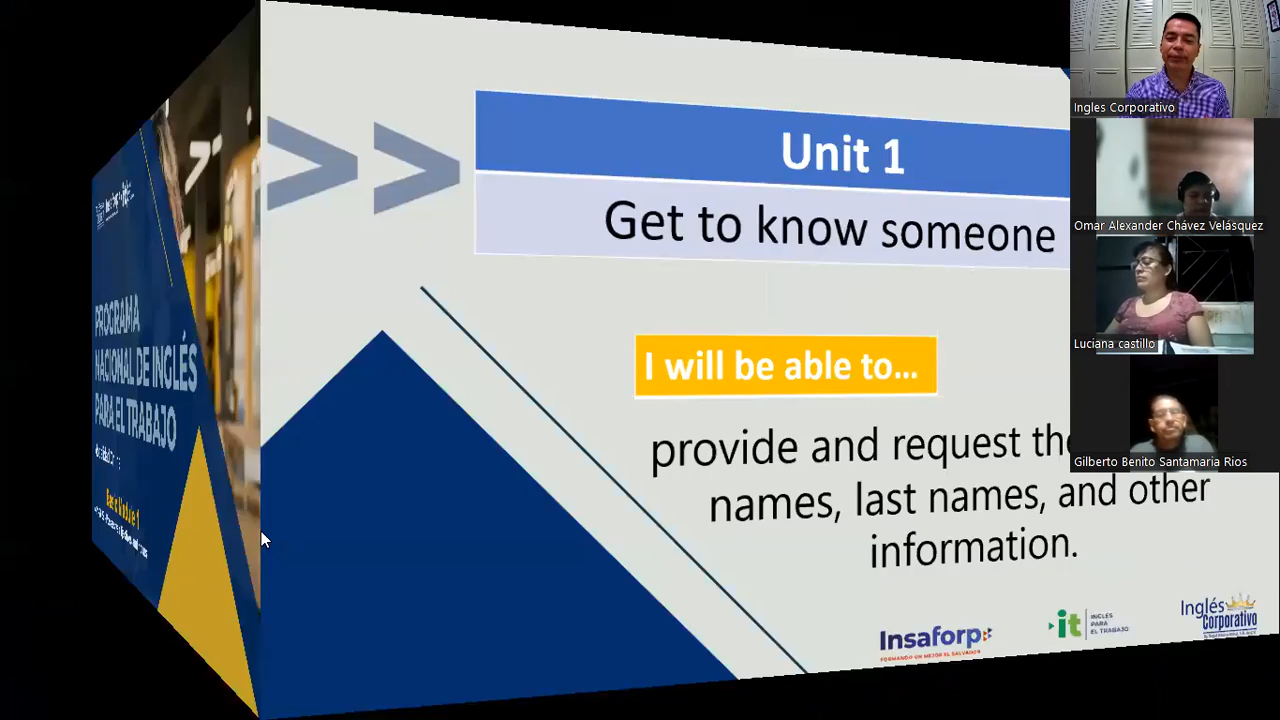 PROGRAMA
NACIONAL DE INGLÉS
PARA EL TRABAJO
Unit 1
Get to know someone
I will be able to…
provide and request the
names, last names, and other
information.
Insaforp
FORMANDO UN MEJOR EL SALVADOR
it
INGLÉS
PARA
EL TRABAJO
Inglés
Corporativo
Ingles Corporativo
Omar Alexander Chávez Velásquez
Luciana castillo
Gilberto Benito Santamaria Rios